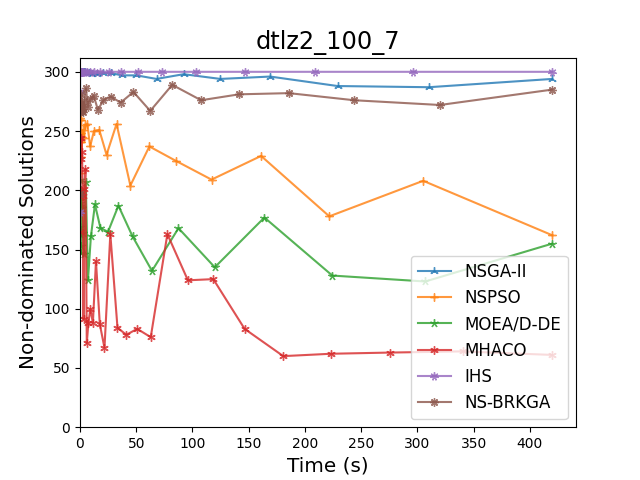 dtlz2_100_7
Non-dominated Solutions
300
250
200
150
100
50
0
0 50 100 150 200 250 300 350 400
Time (s)
NSGA-II
NSPSO
MOEA/D-DE
MHACO
IHS
NS-BRKGA